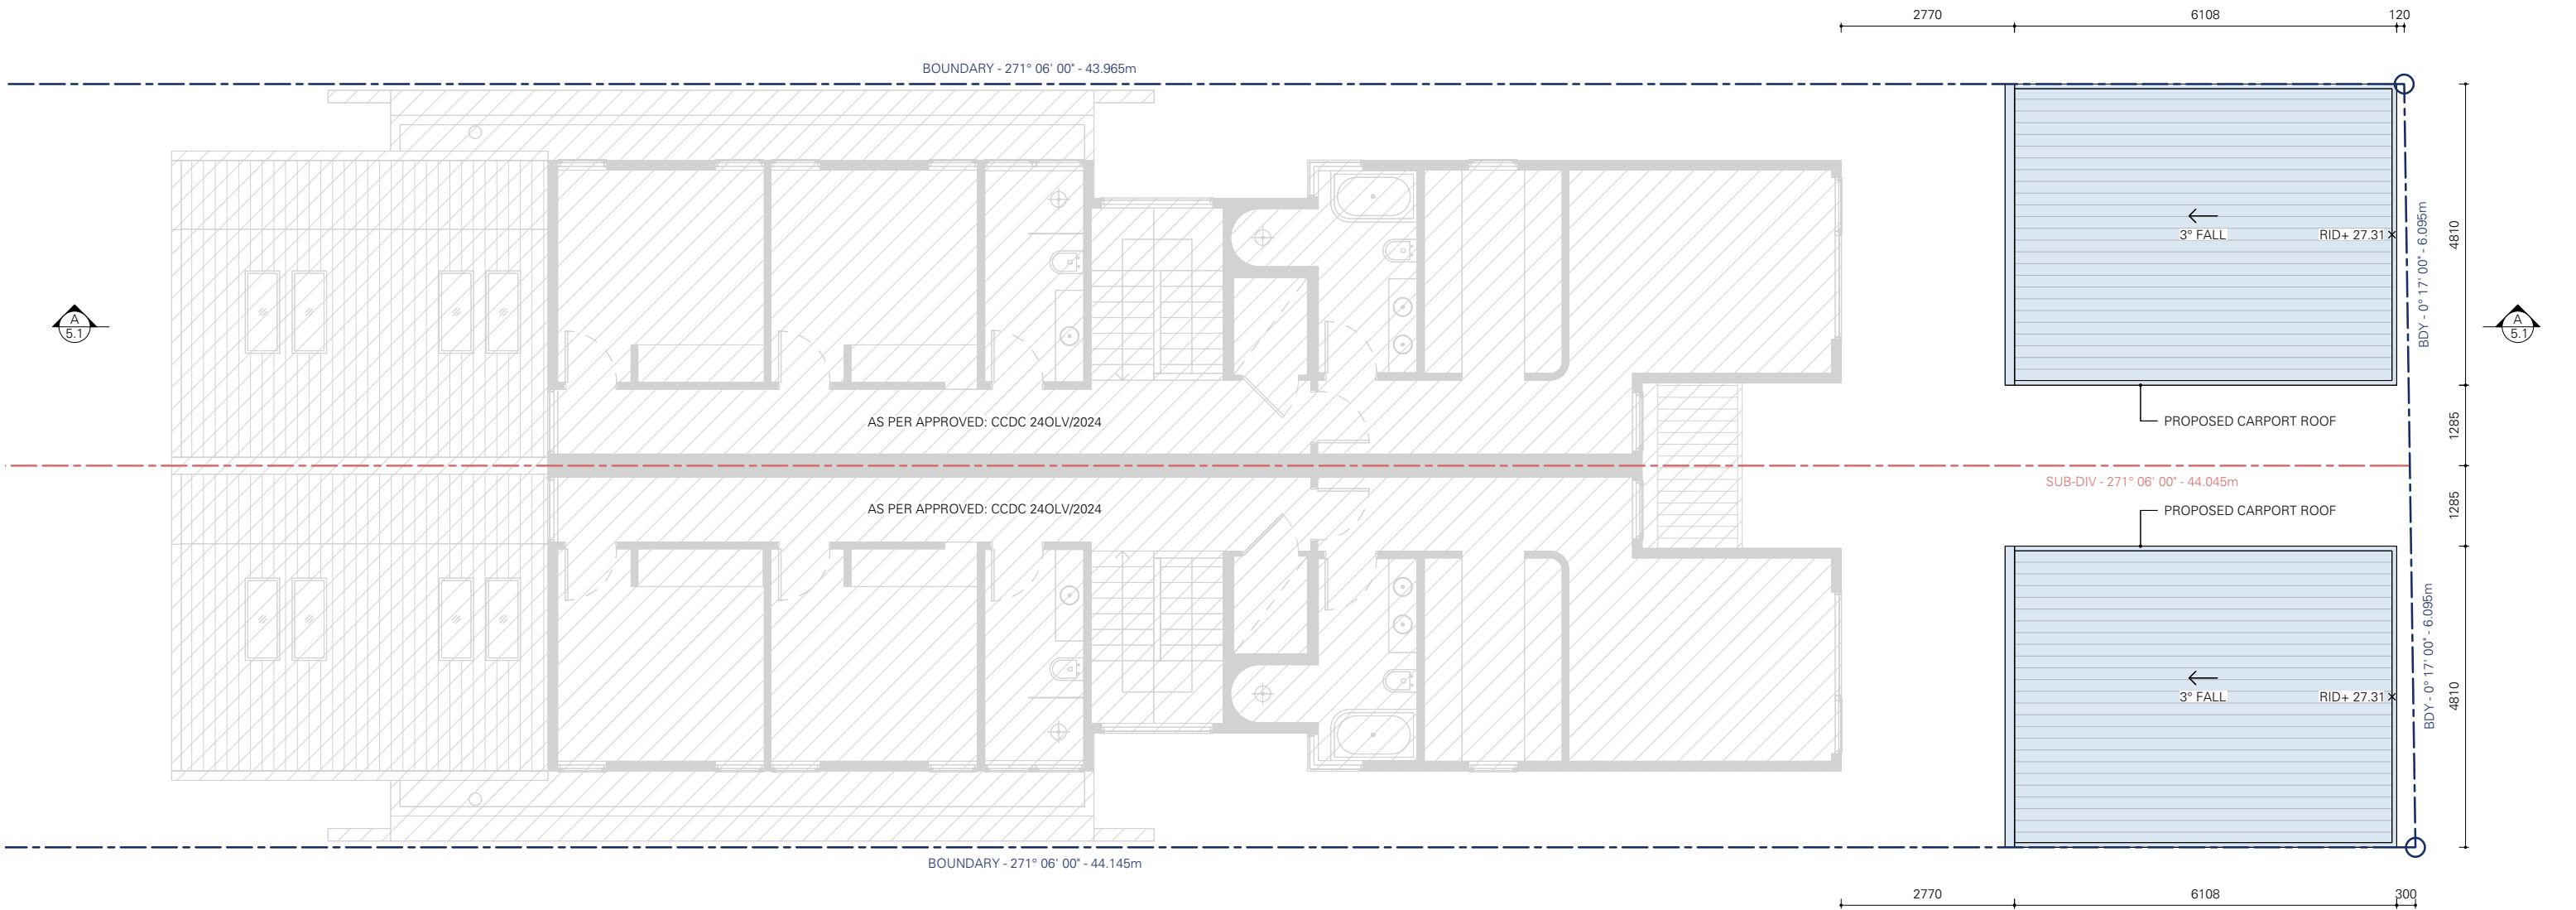 2770
6108
120
BOUNDARY - 271° 06' 00" - 43.965m
BDY - 0° 17' 00" - 6.095m
4810
3° FALL
RID+ 27.31
A
5.1
A
5.1
AS PER APPROVED: CCDC 24OLV/2024
PROPOSED CARPORT ROOF
1285
SUB-DIV - 271° 06' 00" - 44.045m
AS PER APPROVED: CCDC 24OLV/2024
PROPOSED CARPORT ROOF
1285
BDY - 0° 17' 00" - 6.095m
3° FALL
RID+ 27.31
4810
BOUNDARY - 271° 06' 00" - 44.145m
2770
6108
300